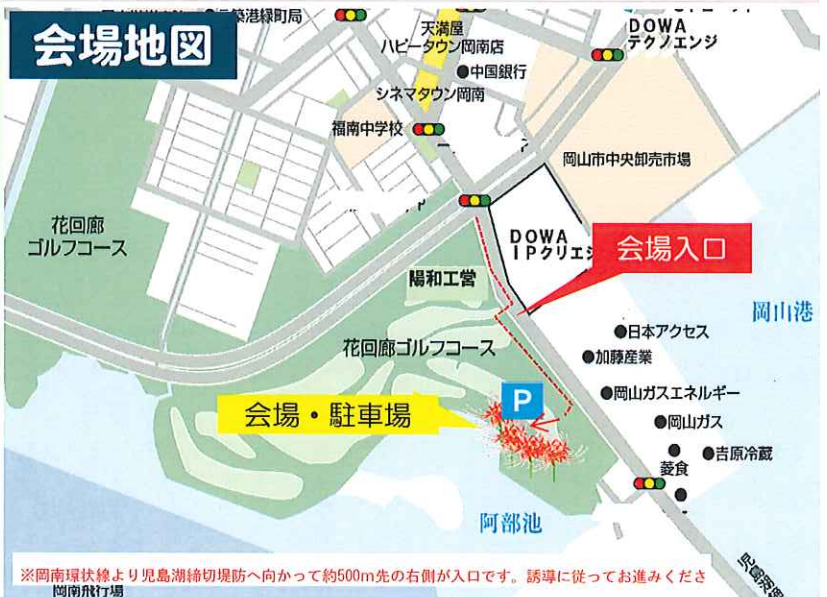 会場地図
築港緑町局
天満屋
ハピータウン岡南店
中国銀行
シネマタウン岡南
福南中学校
DOWA
テクノエンジ
岡山市中央卸売市場
花回廊
ゴルフコース
DOWA
IPクリエ
会場入口
陽和工営
岡山港
花回廊ゴルフコース
日本アクセス
加藤産業
岡山ガスエネルギー
岡山ガス
菱食
吉原冷蔵
P
会場・駐車場
阿部池
※岡南環状線より児島湖締切堤防へ向かって約500m先の右側が入口です。誘導に従ってお進みくださ
岡南飛行場